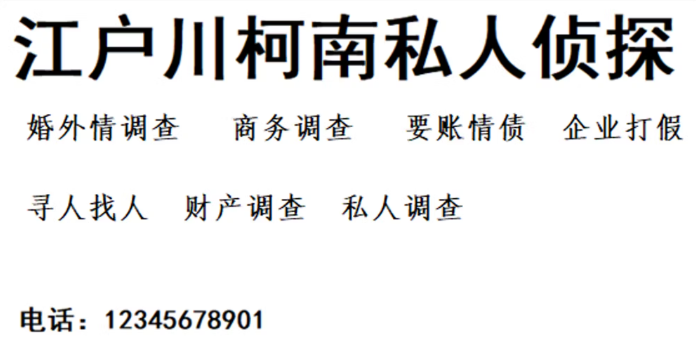 江户川柯南私人侦探
婚外情调查 商务调查 要账情债 企业打假
寻人找人 财产调查 私人调查
电话：12345678901